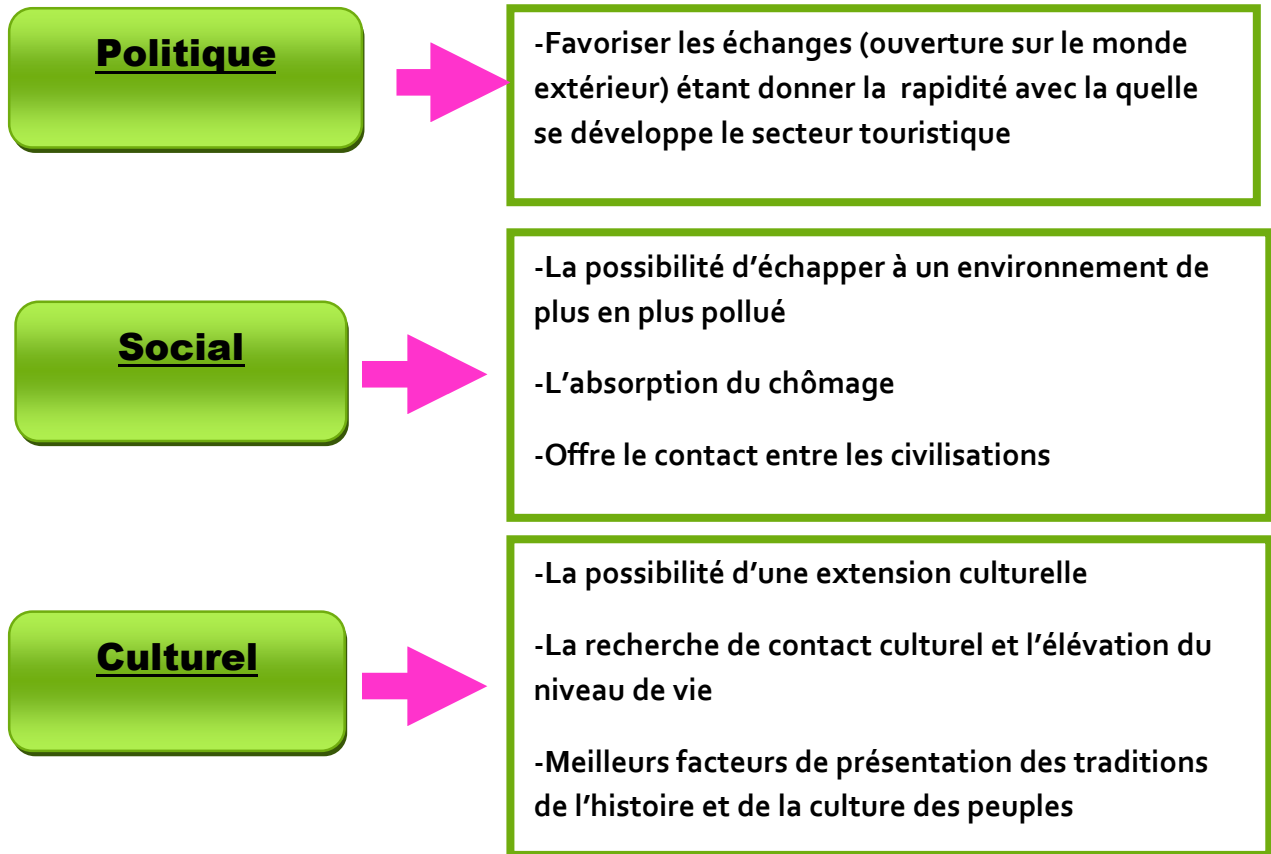 Politique
-Favoriser les échanges (ouverture sur le monde
extérieur) étant donner la rapidité avec la quelle
se développe le secteur touristique
Social
-La possibilité d’échapper à un environnement de
plus en plus pollué
-L’absorption du chômage
-Offre le contact entre les civilisations
Culturel
-La possibilité d’une extension culturelle
-La recherche de contact culturel et l’élévation du
niveau de vie
-Meilleurs facteurs de présentation des traditions
de l’histoire et de la culture des peuples